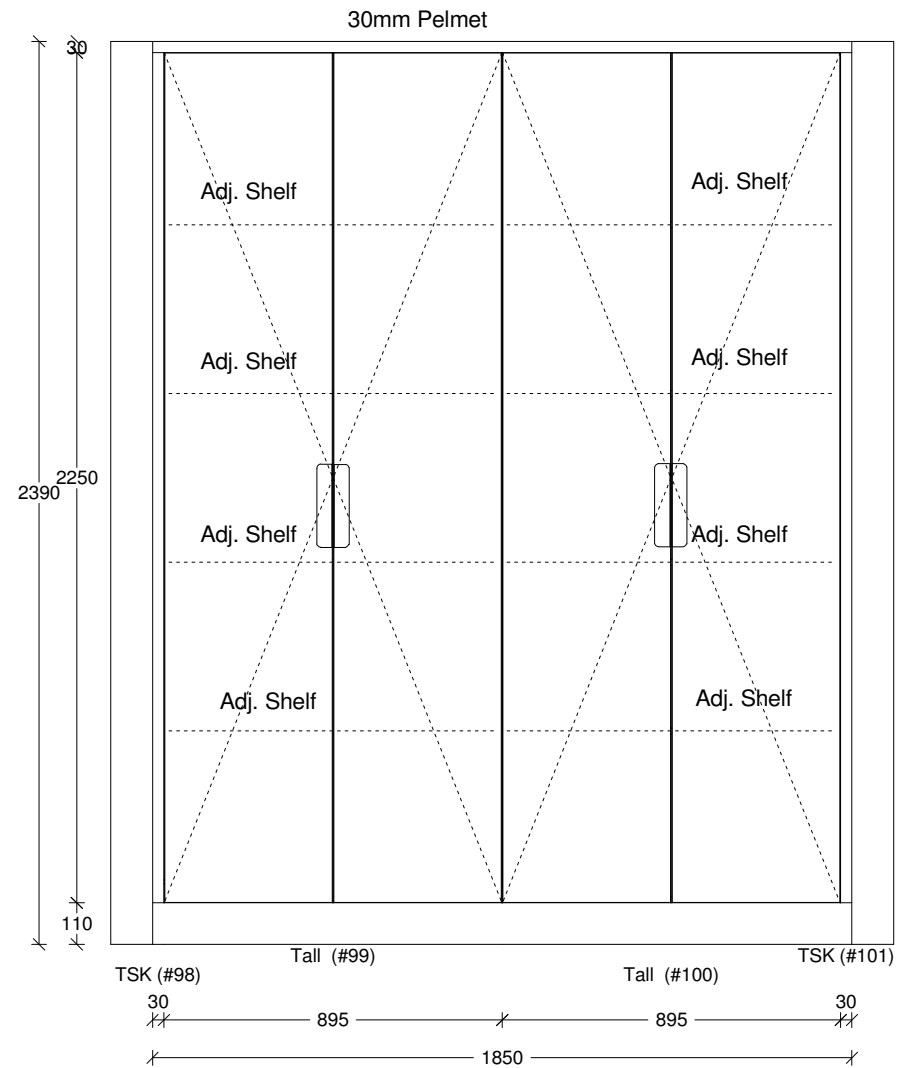 30mm Pelmet
30
Adj. Shelf
Adj. Shelf
Adj. Shelf
Adj. Shelf
2390
2250
Adj. Shelf
Adj. Shelf
Adj. Shelf
Adj. Shelf
110
Tall (#99)
TSK (#101)
TSK (#98)
Tall (#100)
30
30
895
895
1850